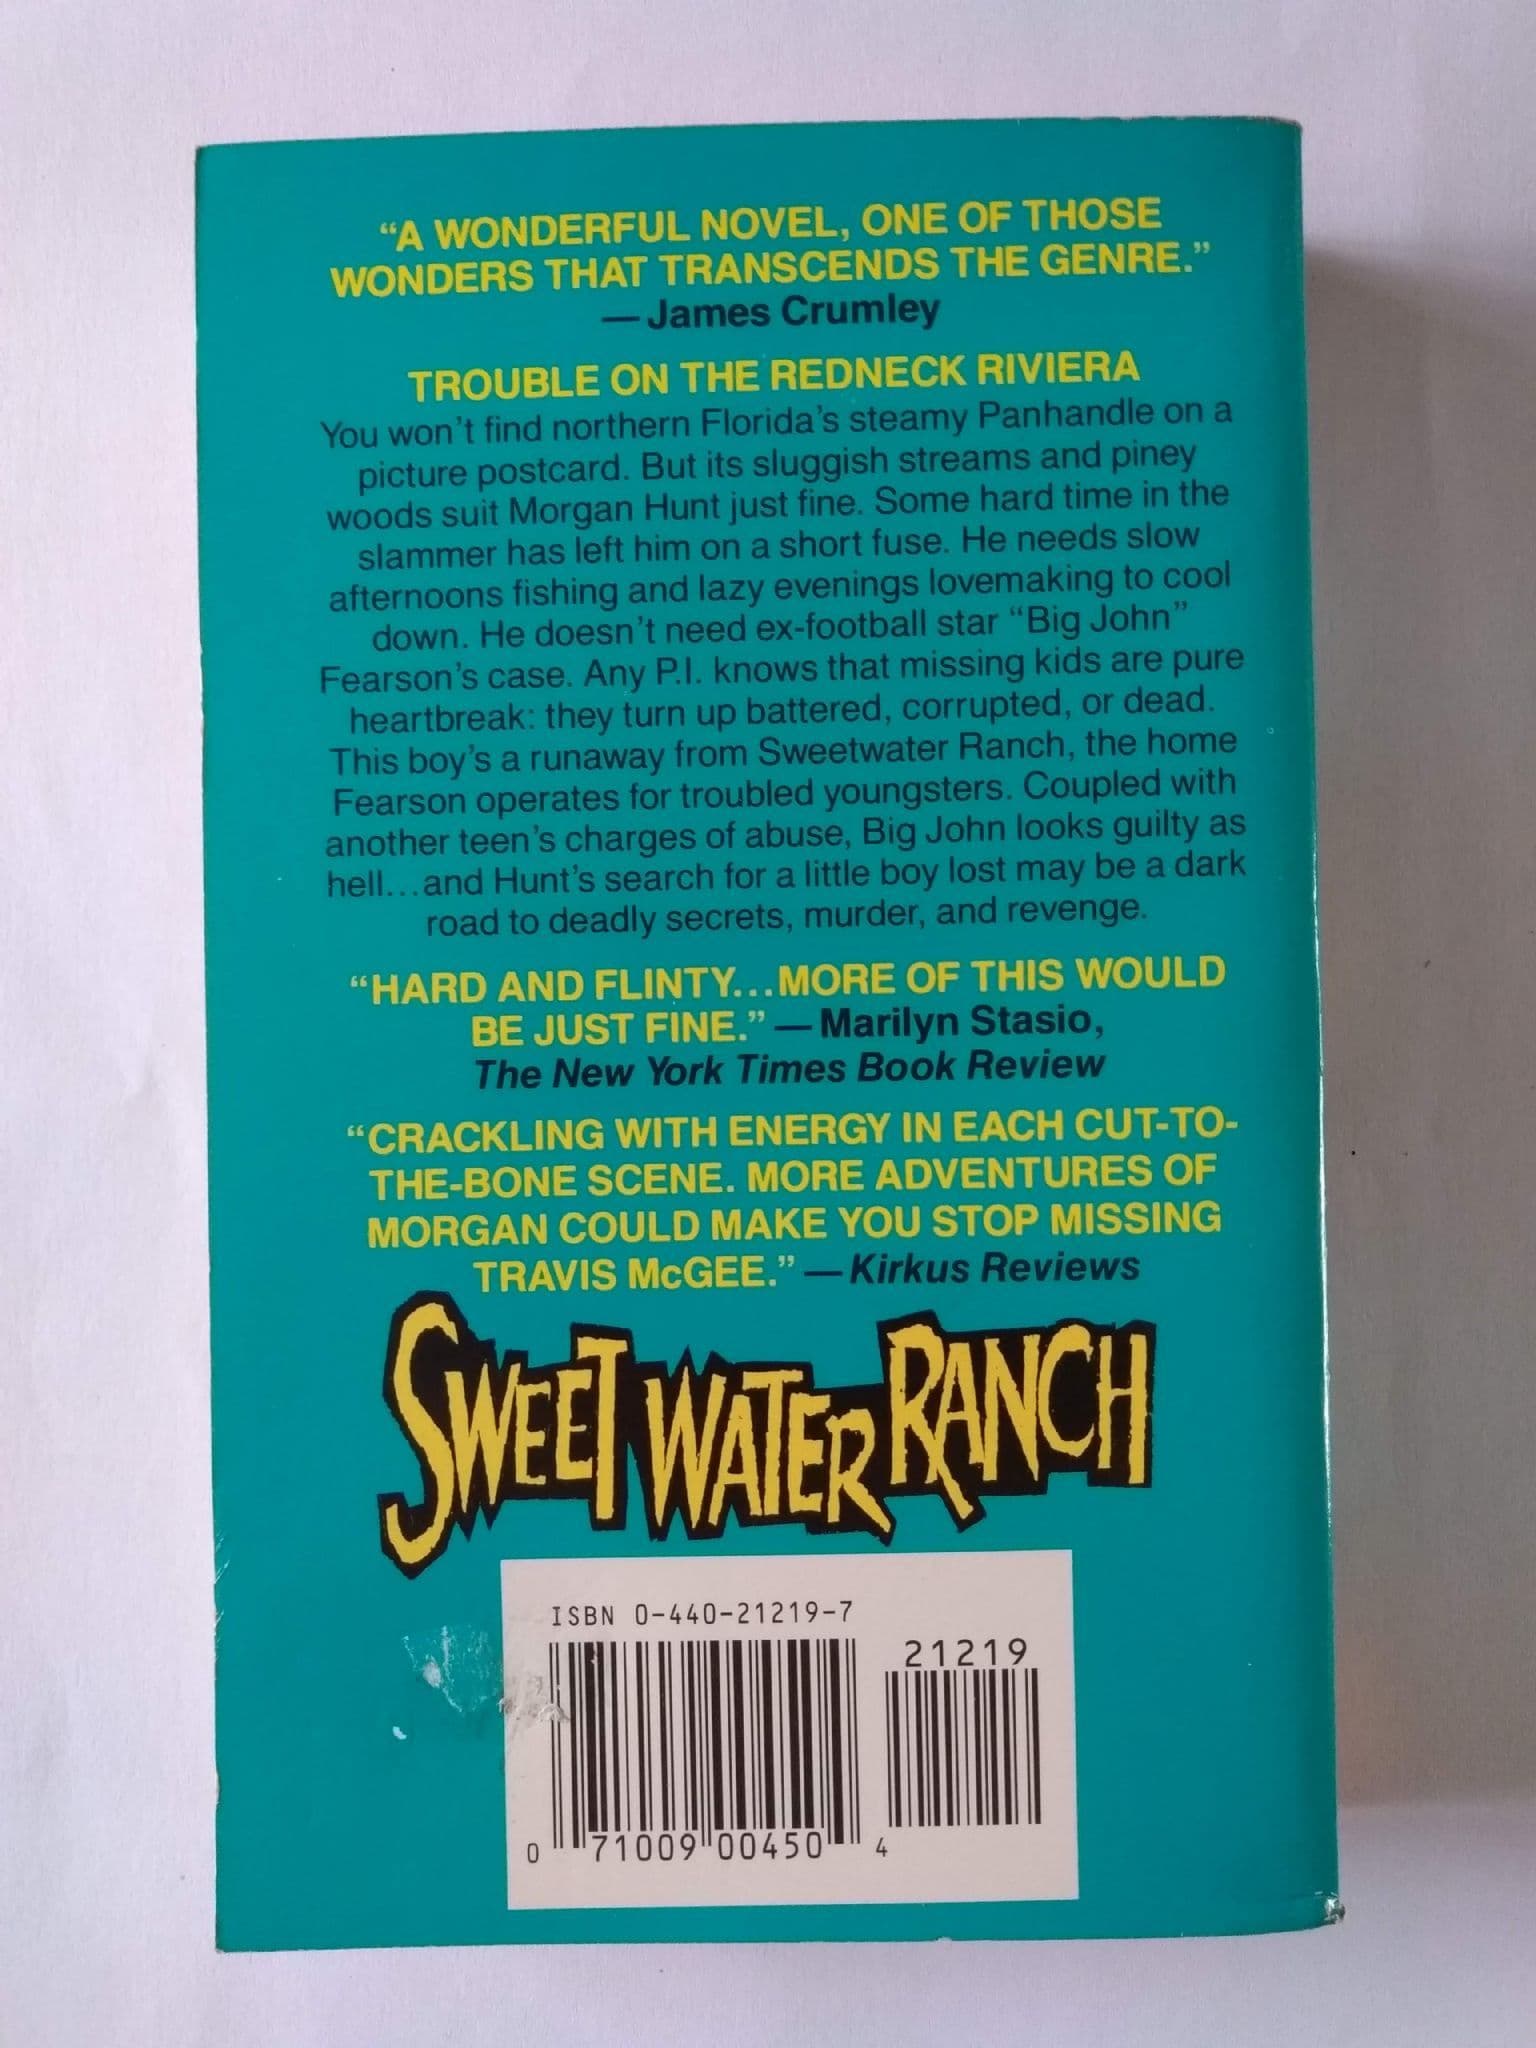 “A WONDERFUL NOVEL, ONE OF THOSE
WONDERS THAT TRANSCENDS THE GENRE.”
—James Crumley
TROUBLE ON THE REDNECK RIVIERA
You won’t find northern Florida’s steamy Panhandle on a
picture postcard. But its sluggish streams and piney
woods suit Morgan Hunt just fine. Some hard time in the
slammer has left him on a short fuse. He needs slow
afternoons fishing and lazy evenings lovemaking to cool
down. He doesn’t need ex-football star “Big John”
Fearson’s case. Any P.I. knows that missing kids are pure
heartbreak: they turn up battered, corrupted, or dead.
This boy’s a runaway from Sweetwater Ranch, the home
Fearson operates for troubled youngsters. Coupled with
another teen’s charges of abuse, Big John looks guilty as
hell...and Hunt’s search for a little boy lost may be a dark
road to deadly secrets, murder, and revenge.
“HARD AND FLINTY...MORE OF THIS WOULD
BE JUST FINE.” —Marilyn Stasio,
The New York Times Book Review
“CRACKLING WITH ENERGY IN EACH CUT-TO-
THE-BONE SCENE. MORE ADVENTURES OF
MORGAN COULD MAKE YOU STOP MISSING
TRAVIS McGEE.” —Kirkus Reviews
SWEET WATER RANCH
ISBN 0-440-21219-7
21219
0 71009 00450 4